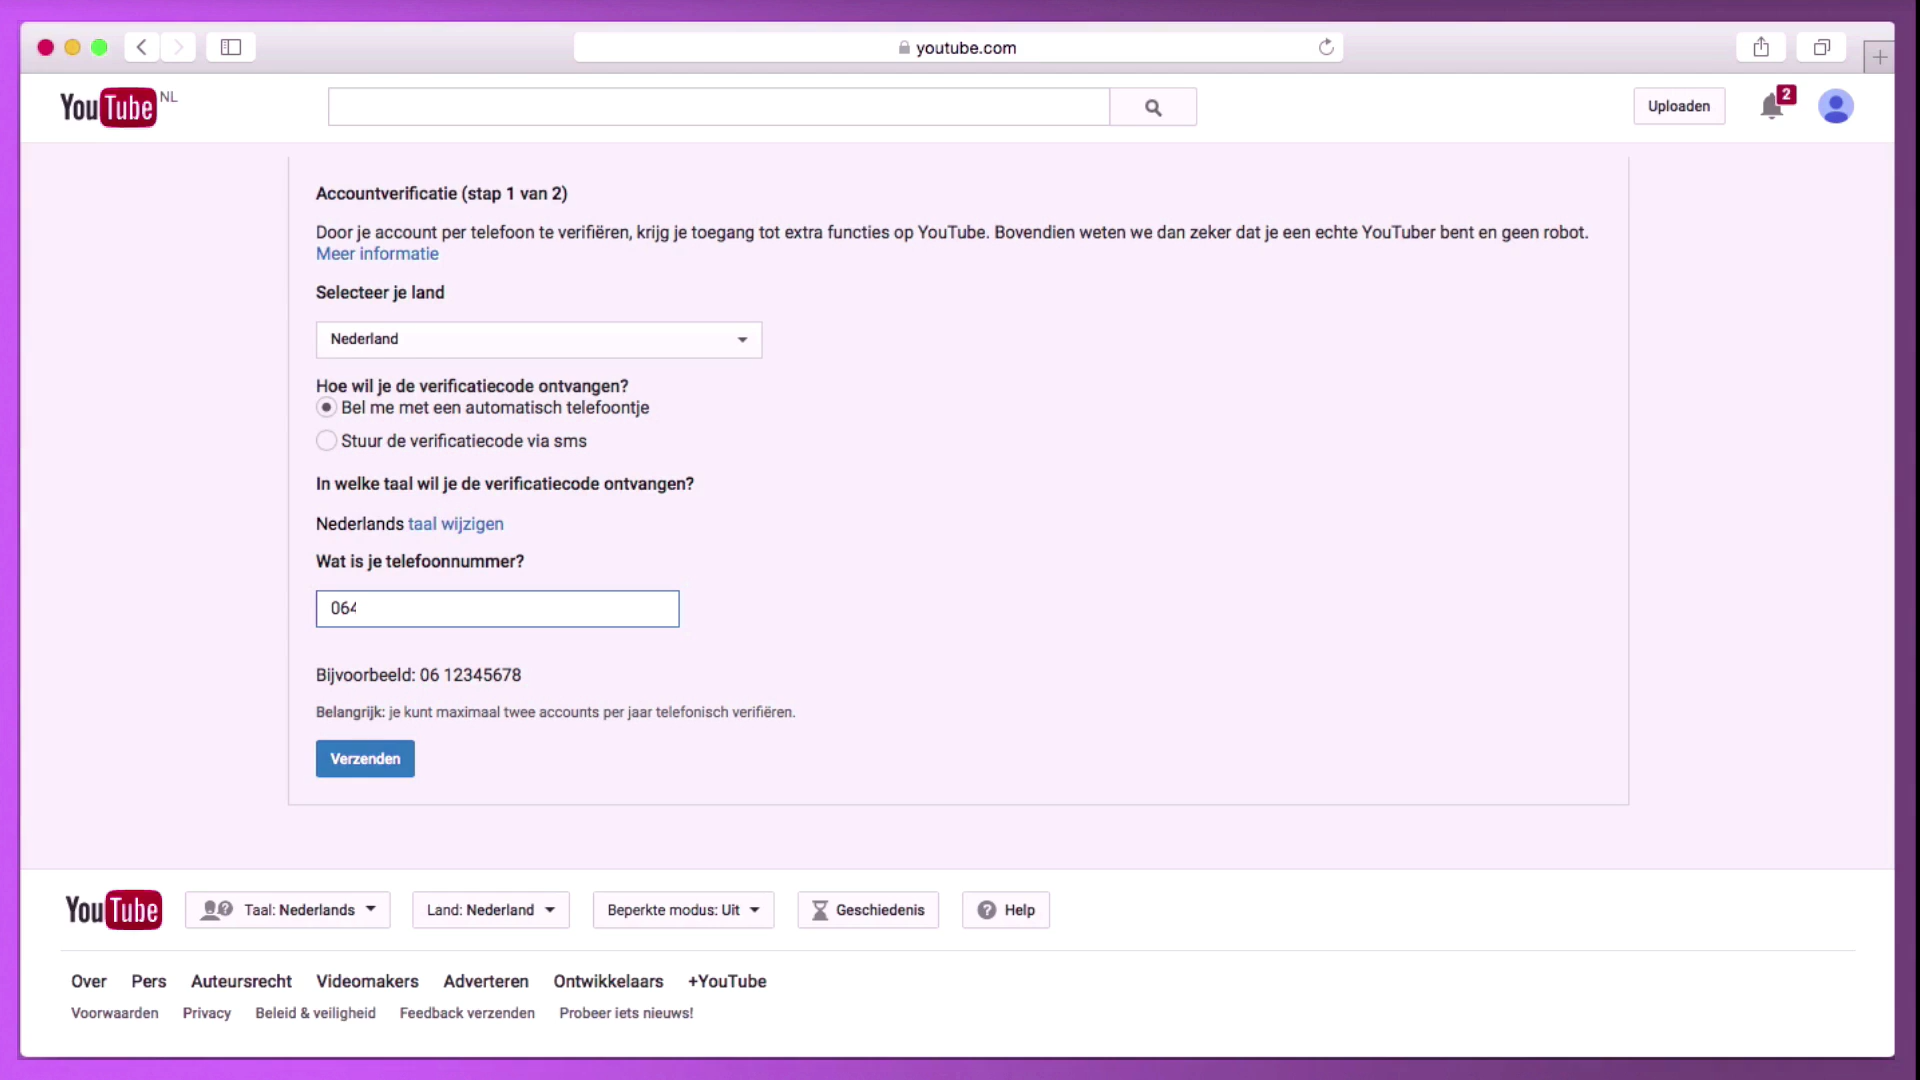 youtube.com
YouTube NL
Uploaden
2
Accountverificatie (stap 1 van 2)
Door je account per telefoon te verifiëren, krijg je toegang tot extra functies op YouTube. Bovendien weten we dan zeker dat je een echte YouTuber bent en geen robot.
Meer informatie
Selecteer je land
Nederland
Hoe wil je de verificatiecode ontvangen?
Bel me met een automatisch telefoontje
Stuur de verificatiecode via sms
In welke taal wil je de verificatiecode ontvangen?
Nederlands taal wijzigen
Wat is je telefoonnummer?
064
Bijvoorbeeld: 06 12345678
Belangrijk: je kunt maximaal twee accounts per jaar telefonisch verifiëren.
Verzenden
YouTube Taal: Nederlands Land: Nederland Beperkte modus: Uit Geschiedenis Help
Over Pers Auteursrecht Videomakers Adverteren Ontwikkelaars +YouTube
Voorwaarden Privacy Beleid & veiligheid Feedback verzenden Probeer iets nieuws!